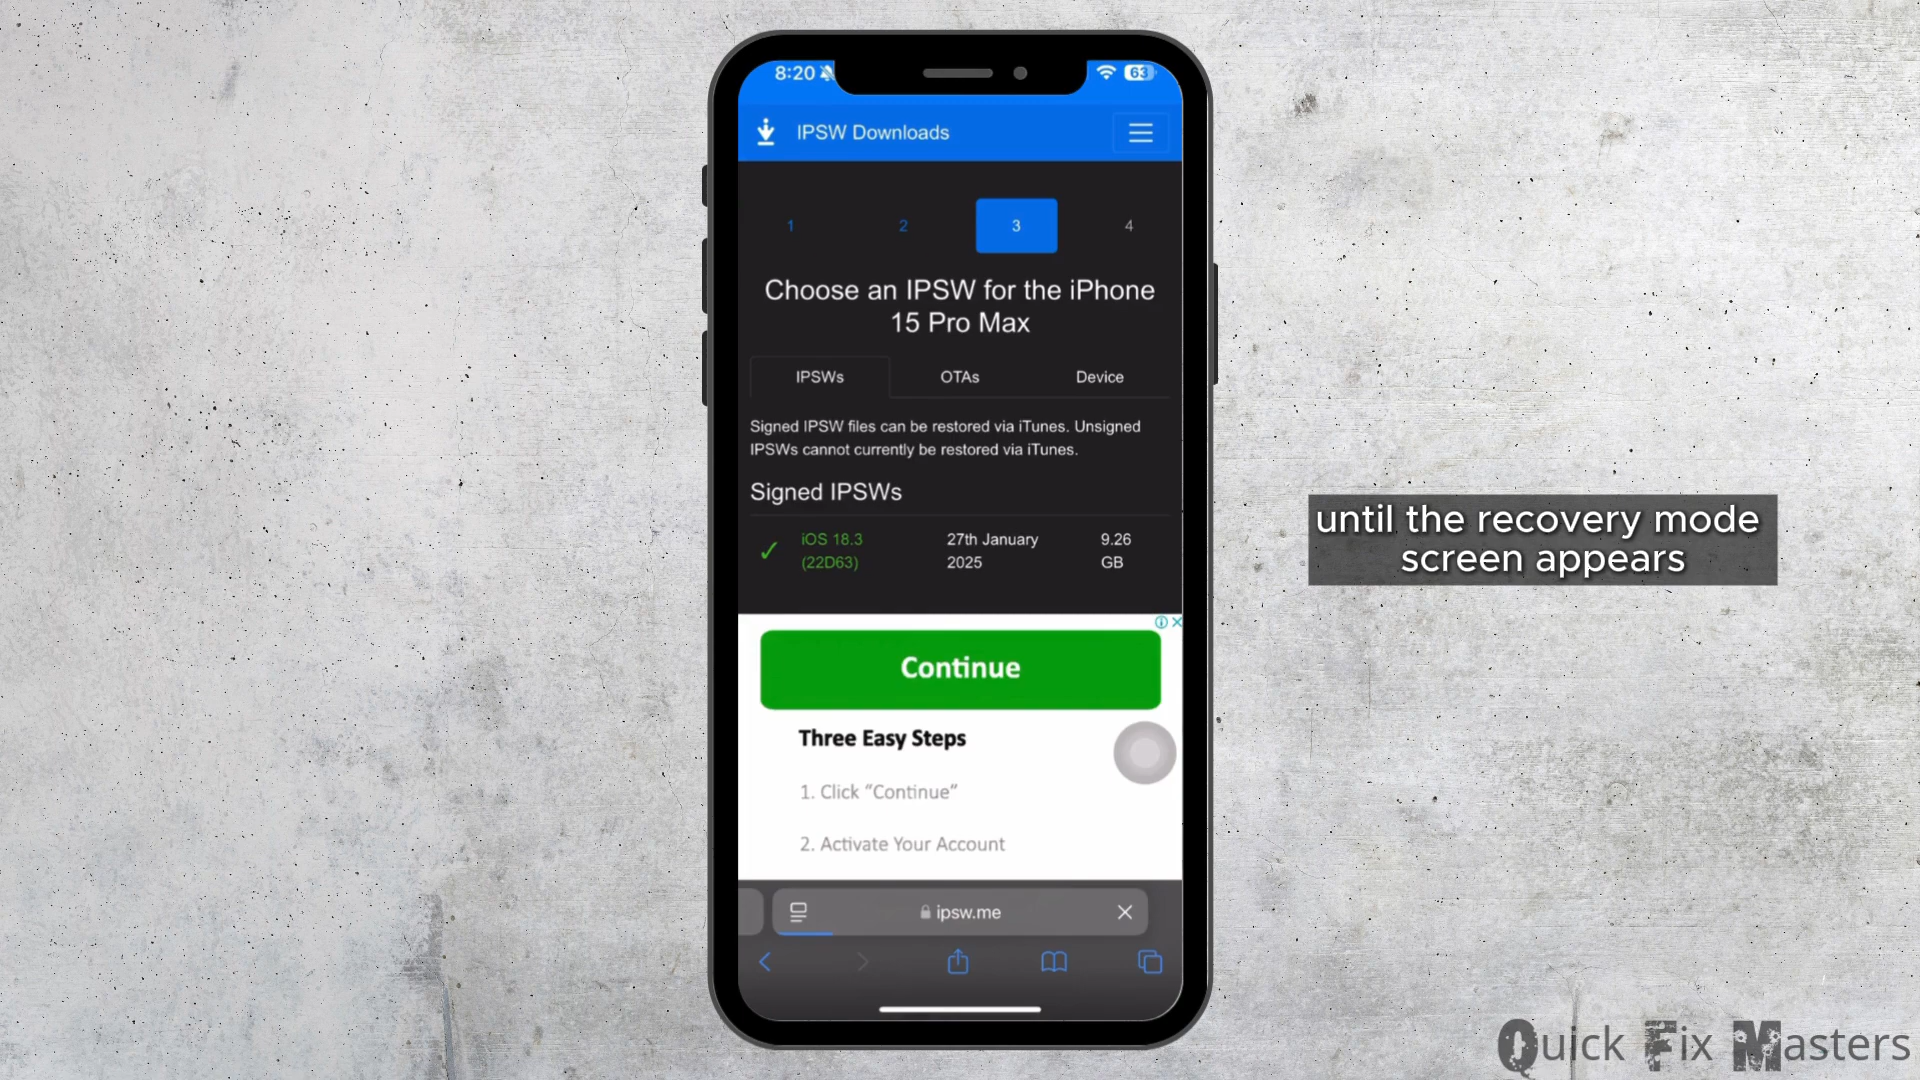 8:20
63
IPSW Downloads
1
2
3
4
Choose an IPSW for the iPhone
15 Pro Max
IPSWs
OTAs
Device
Signed IPSW files can be restored via iTunes. Unsigned
IPSWs cannot currently be restored via iTunes.
Signed IPSWs
iOS 18.3
(22D63)
27th January
2025
9.26
GB
Continue
Three Easy Steps
1. Click “Continue”
2. Activate Your Account
ipsw.me
until the recovery mode
screen appears
Quick Fix Masters